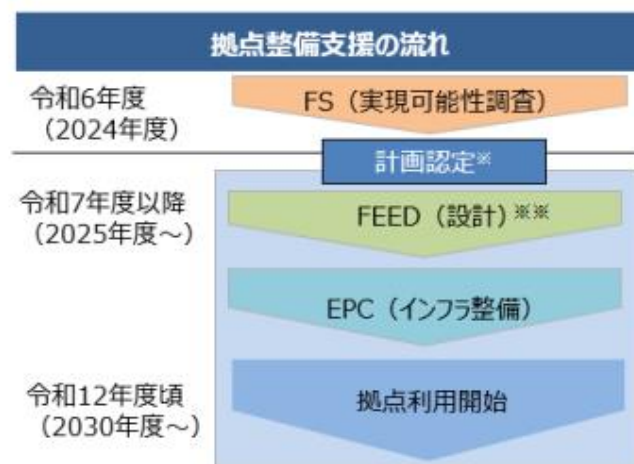 拠点整備支援の流れ
令和6年度
（2024年度）
FS（実現可能性調査）
計画認定※
令和7年度以降
（2025年度～）
FEED（設計）※※
EPC（インフラ整備）
令和12年度頃
（2030年度～）
拠点利用開始